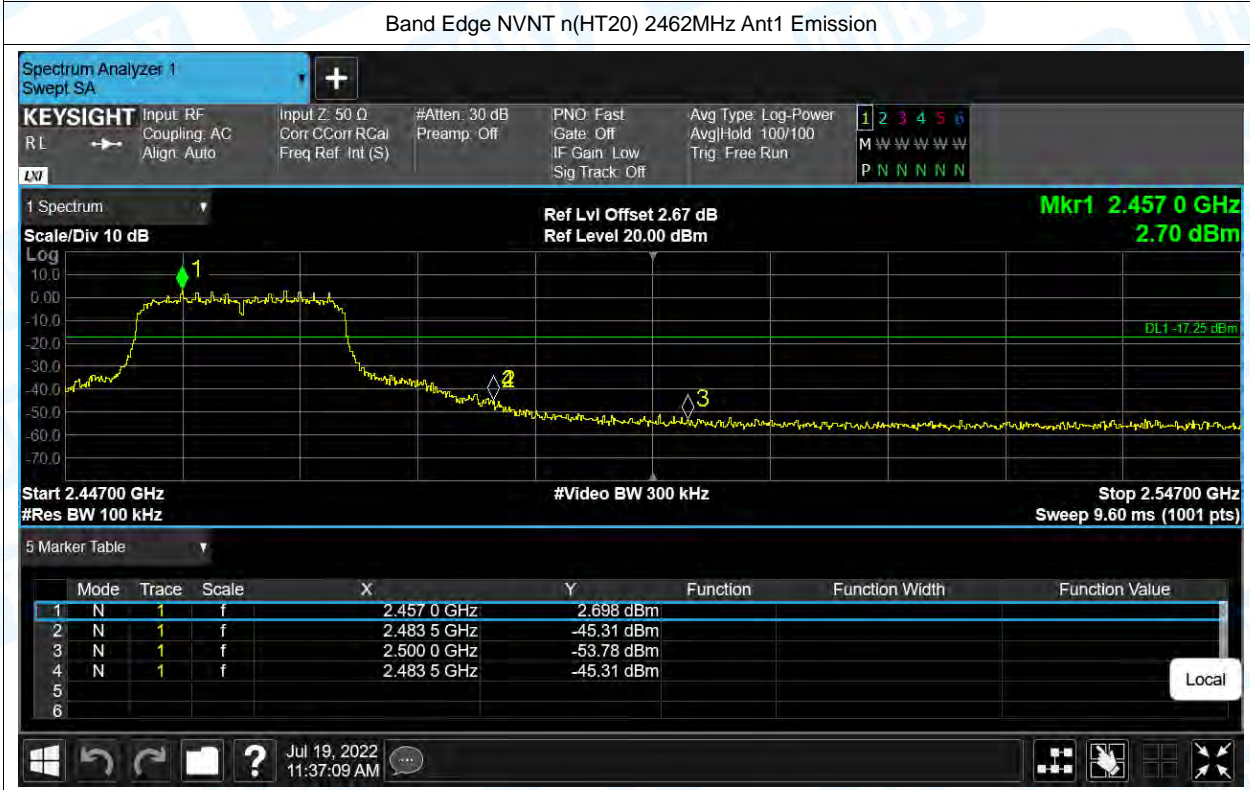 Band Edge NVNT n(HT20) 2462MHz Ant1 Emission
Spectrum Analyzer 1
Swept SA
+
KEYSIGHT
RL
LXI
Input: RF
Coupling: AC
Align: Auto
Input Z: 50 Ω
Corr CCorr RCal
Freq Ref: Int (S)
#Atten: 30 dB
Preamp: Off
PNO: Fast
Gate: Off
IF Gain: Low
Sig Track: Off
Avg Type: Log-Power
Avg|Hold: 100/100
Trig: Free Run
1 2 3 4 5 6
M W W W W W
P N N N N N
1 Spectrum
Scale/Div 10 dB
Ref Lvl Offset 2.67 dB
Ref Level 20.00 dBm
Mkr1 2.457 0 GHz
2.70 dBm
Log
10.0
0.00
-10.0
-20.0
-30.0
-40.0
-50.0
-60.0
-70.0
1
2
3
DL1 -17.25 dBm
Start 2.44700 GHz
#Res BW 100 kHz
#Video BW 300 kHz
Stop 2.54700 GHz
Sweep 9.60 ms (1001 pts)
5 Marker Table
Mode Trace Scale X Y Function Function Width Function Value
1 N 1 f 2.457 0 GHz 2.698 dBm
2 N 1 f 2.483 5 GHz -45.31 dBm
3 N 1 f 2.500 0 GHz -53.78 dBm
4 N 1 f 2.483 5 GHz -45.31 dBm
5
6
Local
?
Jul 19, 2022
11:37:09 AM